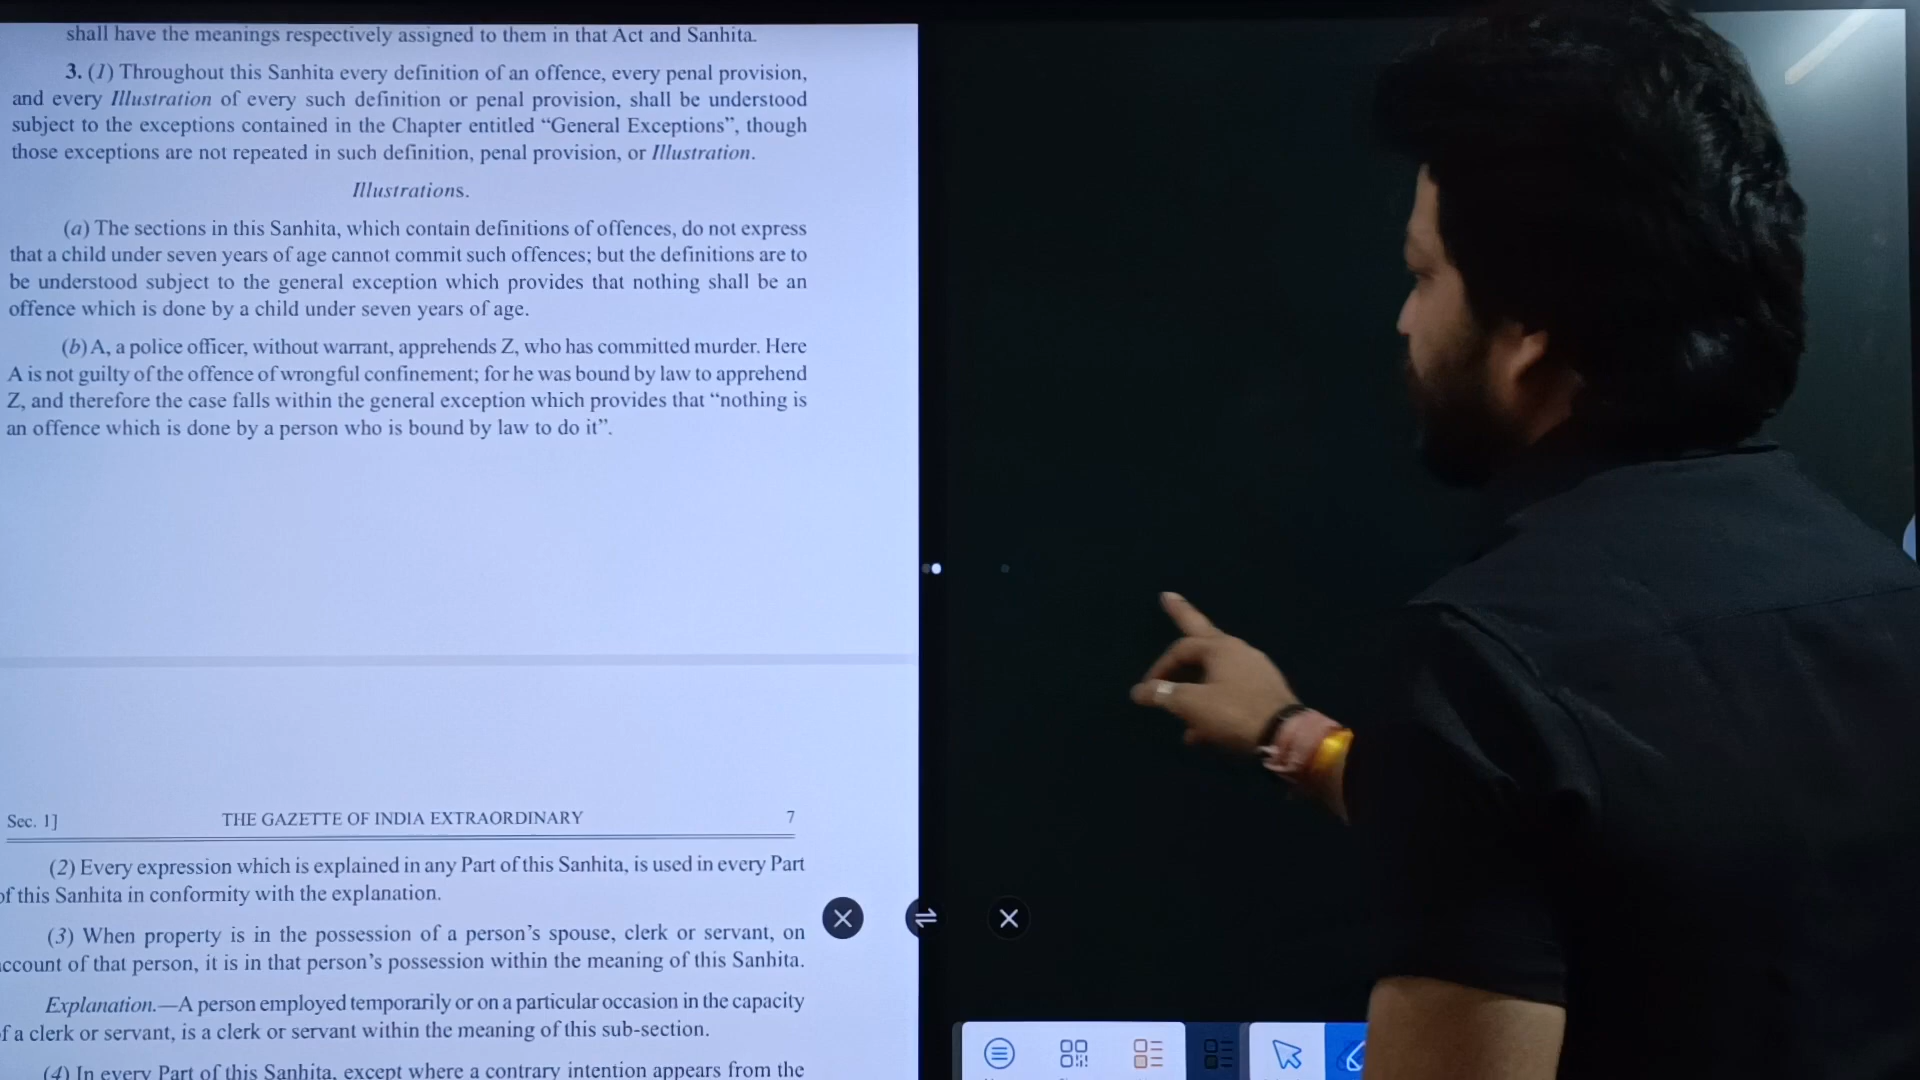 shall have the meanings respectively assigned to them in that Act and Sanhita.
3. (1) Throughout this Sanhita every definition of an offence, every penal provision,
and every Illustration of every such definition or penal provision, shall be understood
subject to the exceptions contained in the Chapter entitled “General Exceptions”, though
those exceptions are not repeated in such definition, penal provision, or Illustration.
Illustrations.
(a) The sections in this Sanhita, which contain definitions of offences, do not express
that a child under seven years of age cannot commit such offences; but the definitions are to
be understood subject to the general exception which provides that nothing shall be an
offence which is done by a child under seven years of age.
(b) A, a police officer, without warrant, apprehends Z, who has committed murder. Here
A is not guilty of the offence of wrongful confinement; for he was bound by law to apprehend
Z, and therefore the case falls within the general exception which provides that “nothing is
an offence which is done by a person who is bound by law to do it”.
Sec. 1] THE GAZETTE OF INDIA EXTRAORDINARY 7
(2) Every expression which is explained in any Part of this Sanhita, is used in every Part
of this Sanhita in conformity with the explanation.
(3) When property is in the possession of a person’s spouse, clerk or servant, on
ccount of that person, it is in that person’s possession within the meaning of this Sanhita.
Explanation.—A person employed temporarily or on a particular occasion in the capacity
f a clerk or servant, is a clerk or servant within the meaning of this sub-section.
(4) In every Part of this Sanhita, except where a contrary intention appears from the